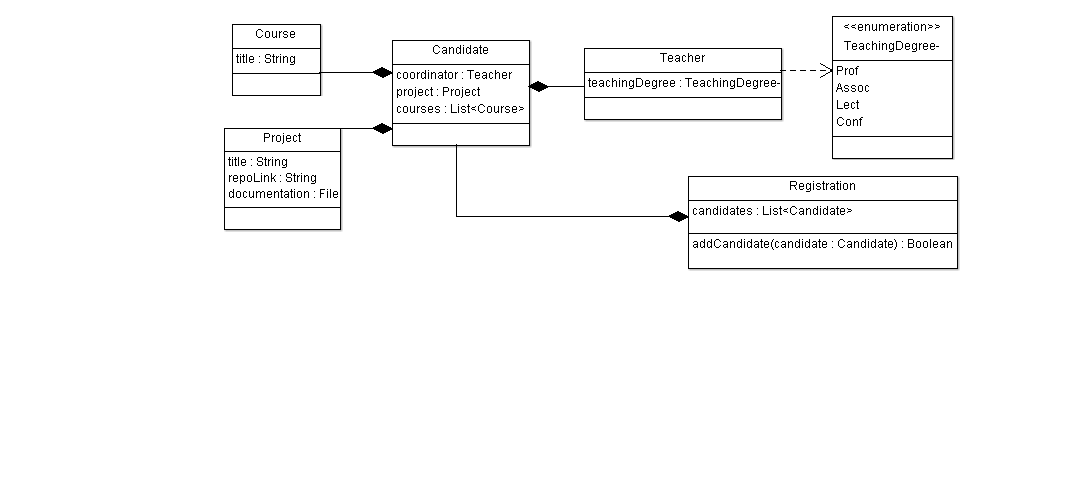 Course
title : String
Candidate
coordinator : Teacher
project : Project
courses : List<Course>
Teacher
teachingDegree : TeachingDegree-
<<enumeration>>
TeachingDegree-
Prof
Assoc
Lect
Conf
Project
title : String
repoLink : String
documentation : File
Registration
candidates : List<Candidate>
addCandidate(candidate : Candidate) : Boolean